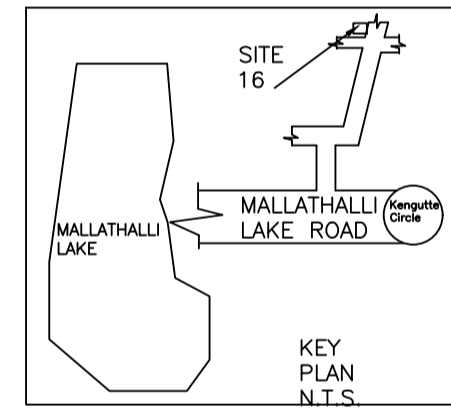 SITE
16
MALLATHALLI
LAKE ROAD
Kengutte
Circle
MALLATHALLI
LAKE
KEY
PLAN
N.T.S.